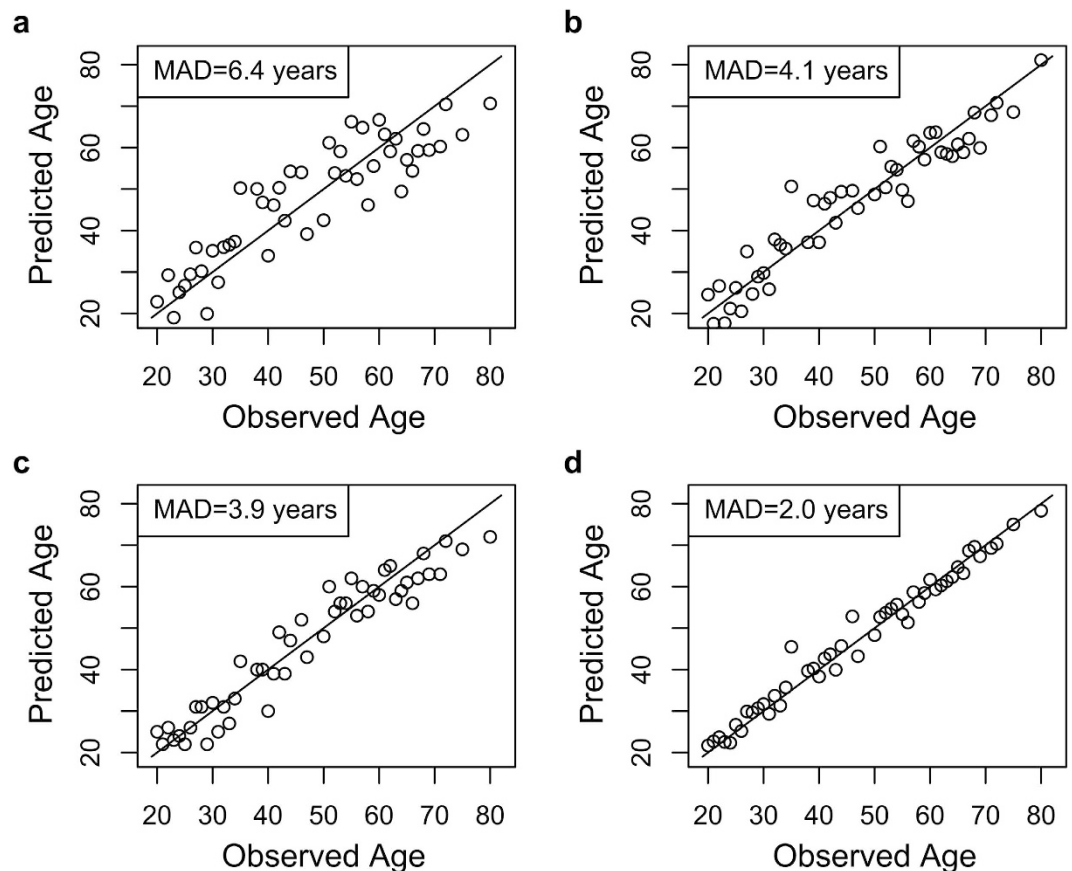 a
MAD=6.4 years
Predicted Age
80
60
40
20
20 30 40 50 60 70 80
Observed Age
b
MAD=4.1 years
Predicted Age
80
60
40
20
20 30 40 50 60 70 80
Observed Age
c
MAD=3.9 years
Predicted Age
80
60
40
20
20 30 40 50 60 70 80
Observed Age
d
MAD=2.0 years
Predicted Age
80
60
40
20
20 30 40 50 60 70 80
Observed Age